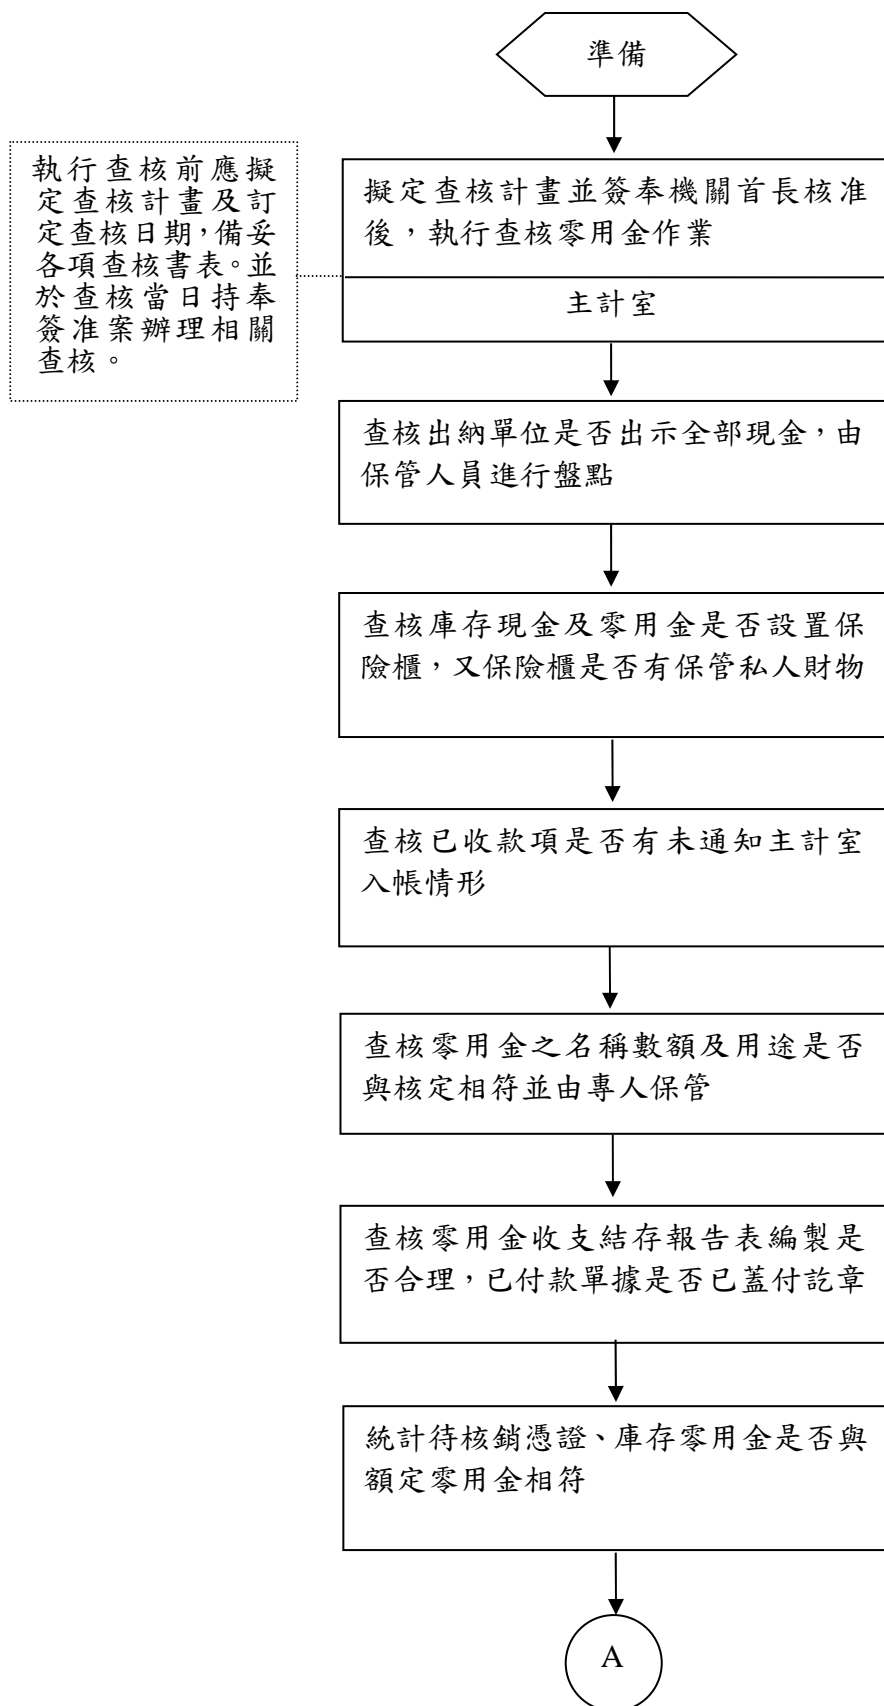 準備
執行查核前應擬
定查核計畫及訂
定查核日期，備妥
各項查核書表。並
於查核當日持奉
簽准案辦理相關
查核。
擬定查核計畫並簽奉機關首長核准
後，執行查核零用金作業
主計室
查核出納單位是否出示全部現金，由
保管人員進行盤點
查核庫存現金及零用金是否設置保
險櫃，又保險櫃是否有保管私人財物
查核已收款項是否有未通知主計室
入帳情形
查核零用金之名稱數額及用途是否
與核定相符並由專人保管
查核零用金收支結存報告表編製是
否合理，已付款單據是否已蓋付訖章
統計待核銷憑證、庫存零用金是否與
額定零用金相符
A